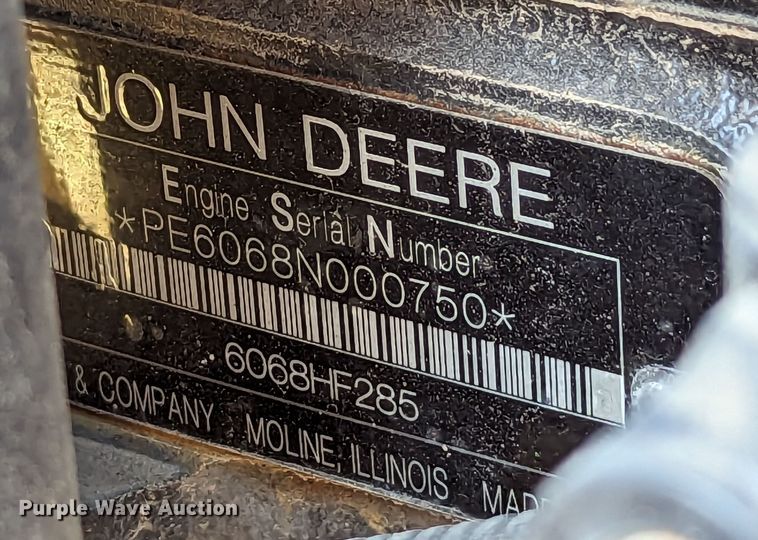 JOHN DEERE
Engine Serial Number
*PE6068N000750*
6068HF285
& COMPANY MOLINE, ILLINOIS
Purple Wave Auction